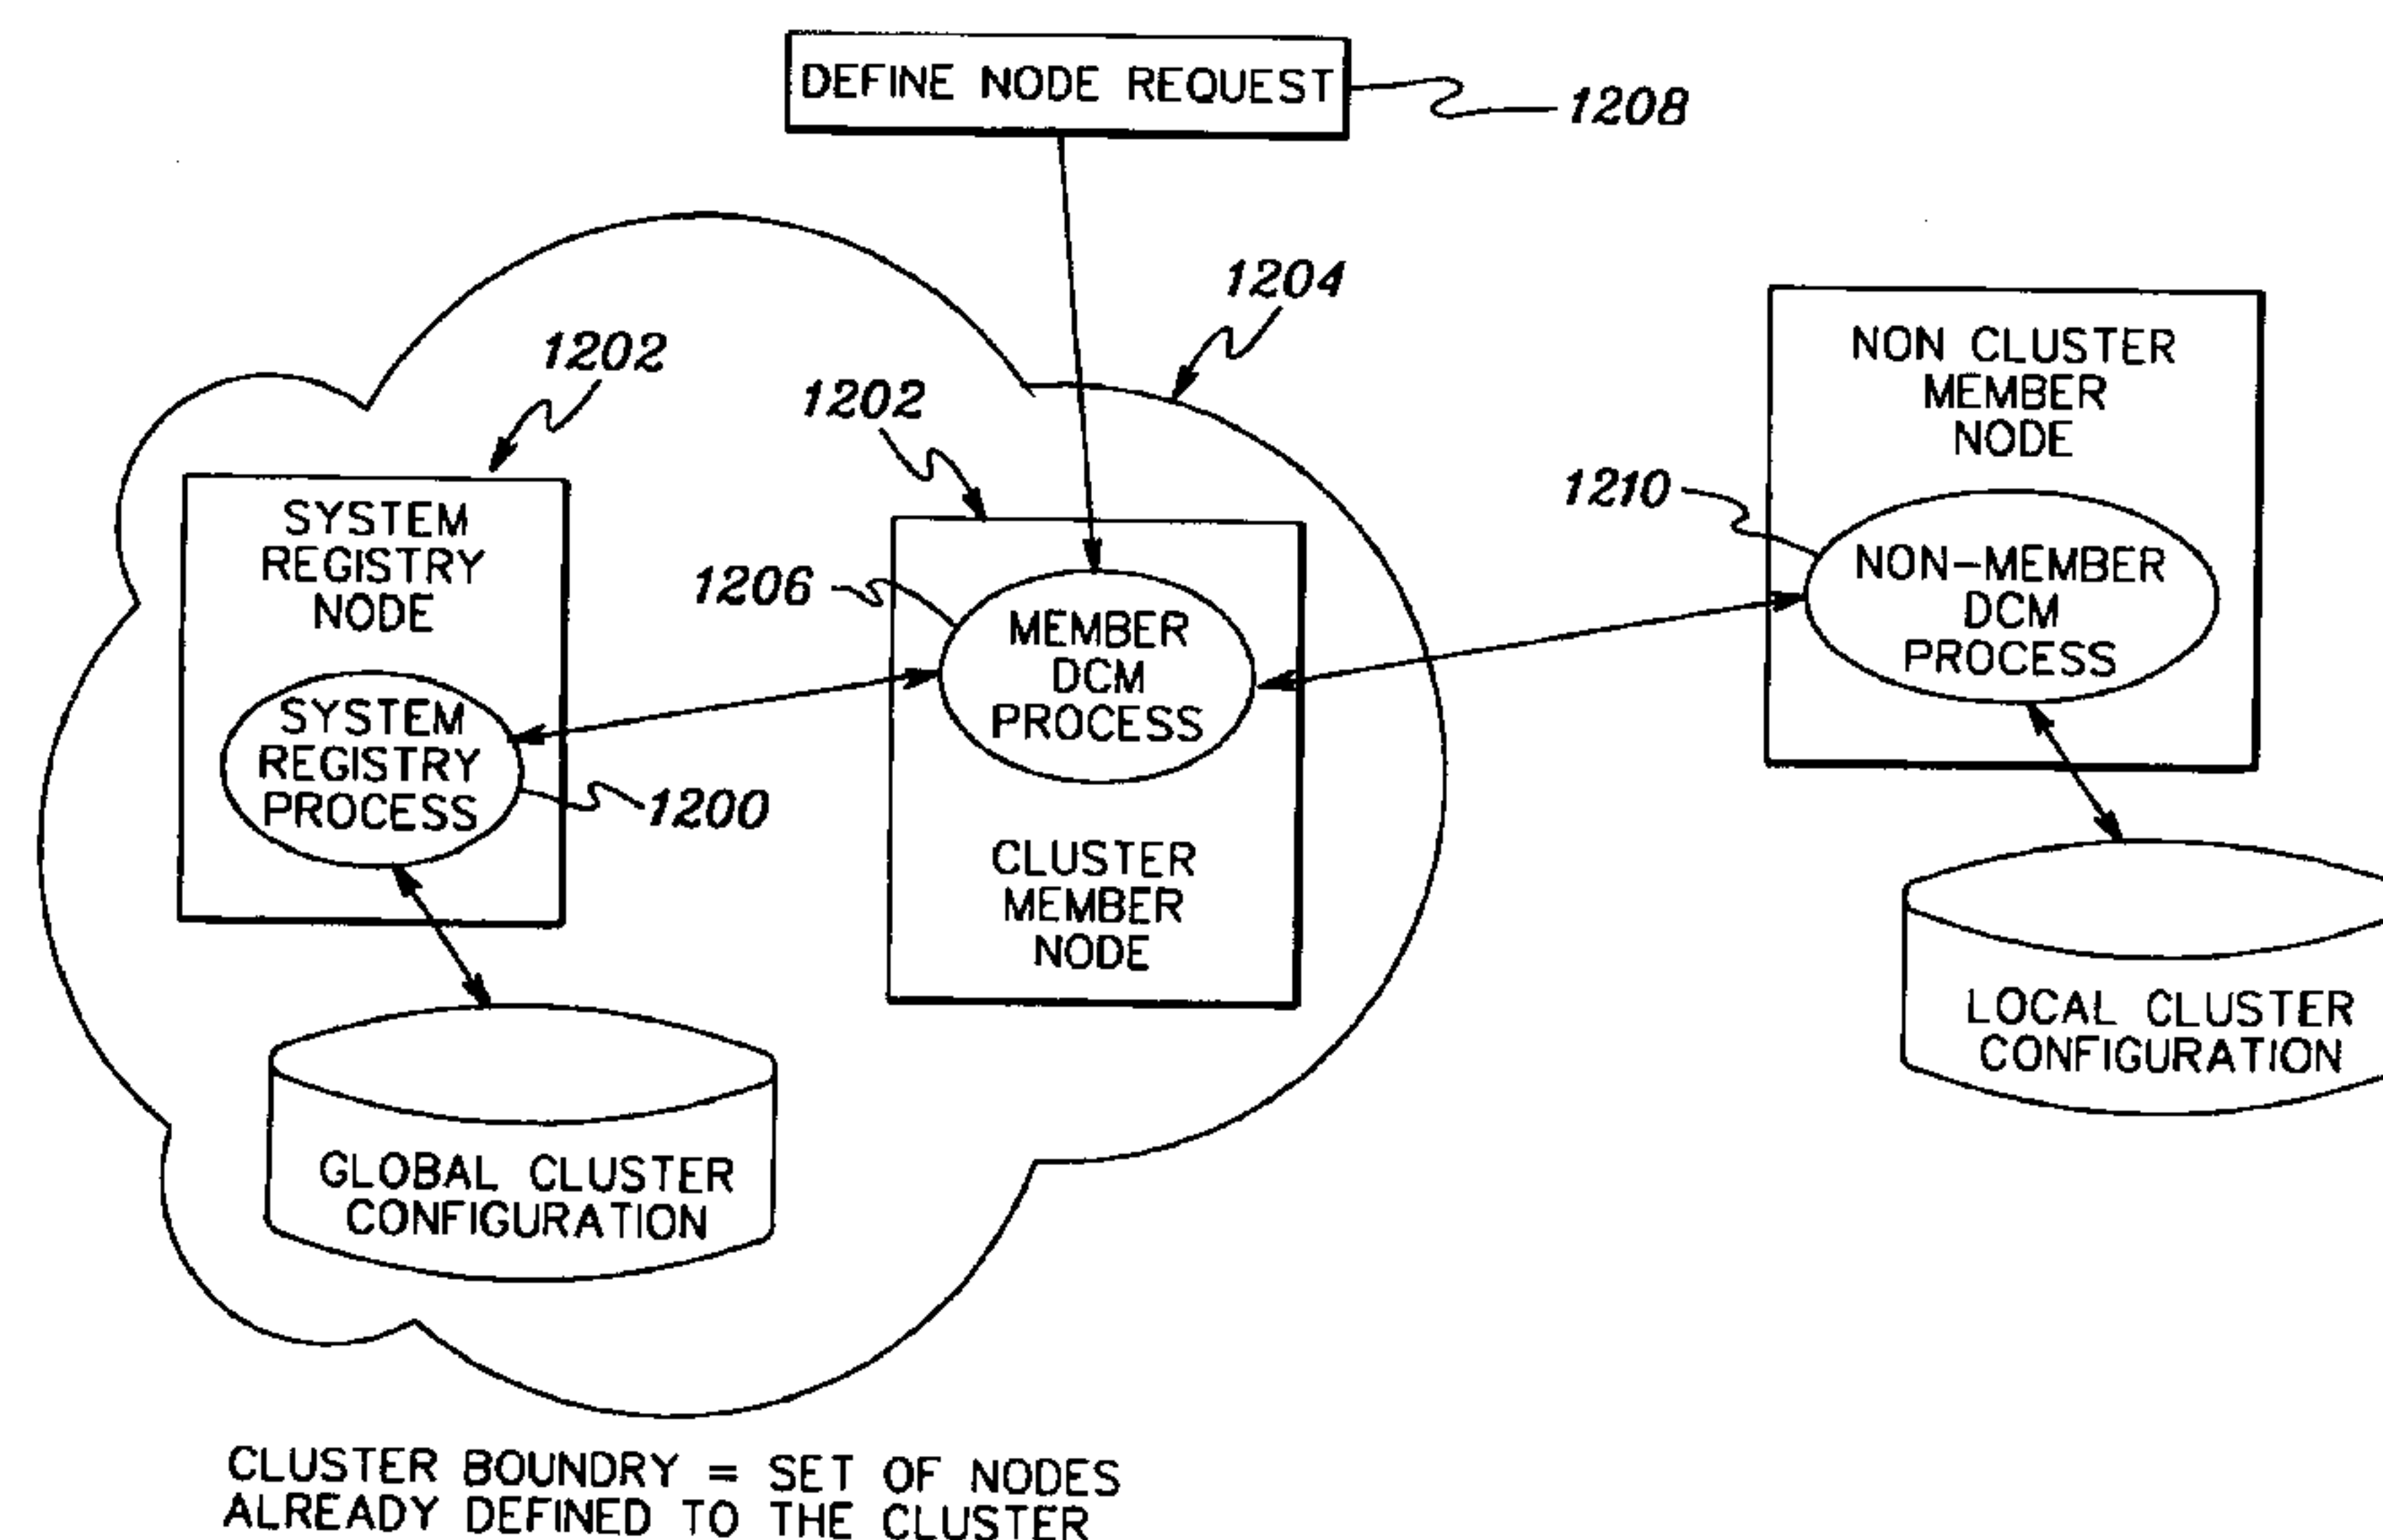 DEFINE NODE REQUEST
1208
1204
1202
1202
NON CLUSTER
MEMBER
NODE
1210
SYSTEM
REGISTRY
NODE
1206
MEMBER
DCM
PROCESS
NON-MEMBER
DCM
PROCESS
SYSTEM
REGISTRY
PROCESS
1200
CLUSTER
MEMBER
NODE
LOCAL CLUSTER
CONFIGURATION
GLOBAL CLUSTER
CONFIGURATION
CLUSTER BOUNDRY = SET OF NODES
ALREADY DEFINED TO THE CLUSTER